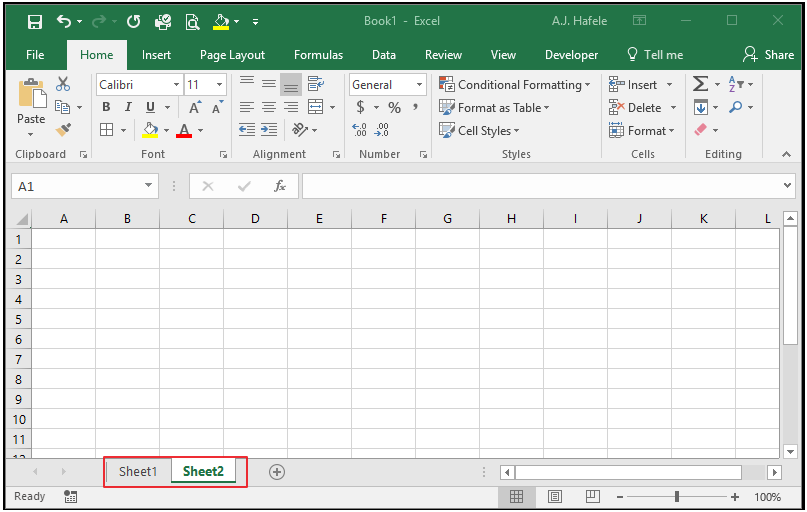 Book1 - Excel A.J. Hafele
File Home Insert Page Layout Formulas Data Review View Developer Tell me Share
Calibri 11 General Conditional Formatting Insert Σ A Z
Paste B I U A A $ % , Format as Table Delete
A .00 .0 Cell Styles Format
Clipboard Font Alignment Number Styles Cells Editing
A1 fx
A B C D E F G H I J K L
1
2
3
4
5
6
7
8
9
10
11
12
Sheet1 Sheet2
Ready 100%